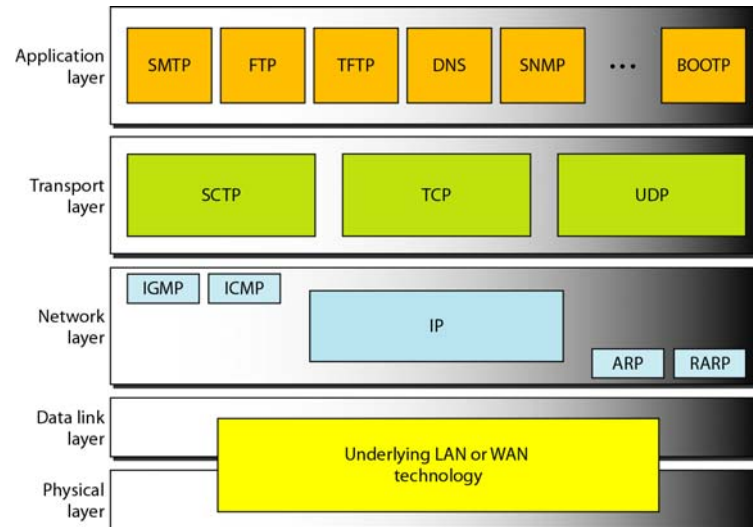 Application
layer
SMTP
FTP
TFTP
DNS
SNMP
...
BOOTP
Transport
layer
SCTP
TCP
UDP
IGMP
ICMP
Network
layer
IP
ARP
RARP
Data link
layer
Underlying LAN or WAN
technology
Physical
layer